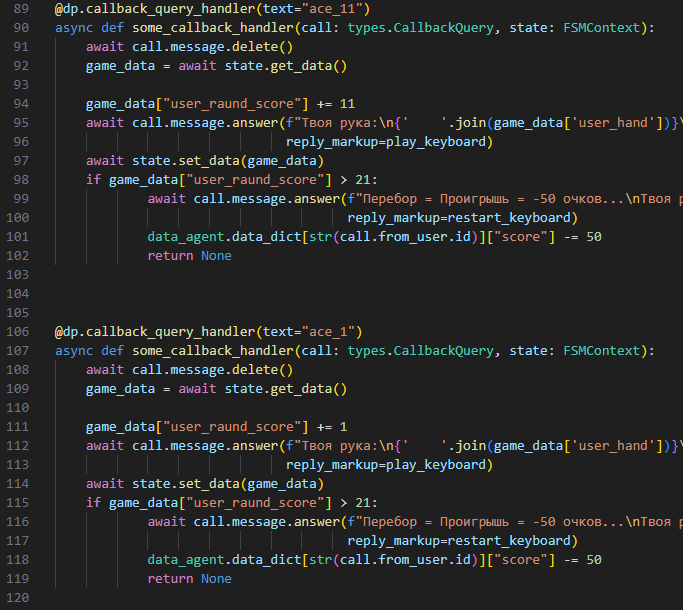 89 @dp.callback_query_handler(text="ace_11")
90 async def some_callback_handler(call: types.CallbackQuery, state: FSMContext):
91     await call.message.delete()
92     game_data = await state.get_data()
93
94     game_data["user_raund_score"] += 11
95     await call.message.answer(f"Твоя рука:\n{'    '.join(game_data['user_hand'])}\
96                               reply_markup=play_keyboard)
97     await state.set_data(game_data)
98     if game_data["user_raund_score"] > 21:
99             await call.message.answer(f"Перебор = Проигрышь = -50 очков...\nТвоя р
100                                       reply_markup=restart_keyboard)
101             data_agent.data_dict[str(call.from_user.id)]["score"] -= 50
102             return None
103
104
105
106 @dp.callback_query_handler(text="ace_1")
107 async def some_callback_handler(call: types.CallbackQuery, state: FSMContext):
108     await call.message.delete()
109     game_data = await state.get_data()
110
111     game_data["user_raund_score"] += 1
112     await call.message.answer(f"Твоя рука:\n{'    '.join(game_data['user_hand'])}\
113                               reply_markup=play_keyboard)
114     await state.set_data(game_data)
115     if game_data["user_raund_score"] > 21:
116             await call.message.answer(f"Перебор = Проигрышь = -50 очков...\nТвоя р
117                                       reply_markup=restart_keyboard)
118             data_agent.data_dict[str(call.from_user.id)]["score"] -= 50
119             return None
120